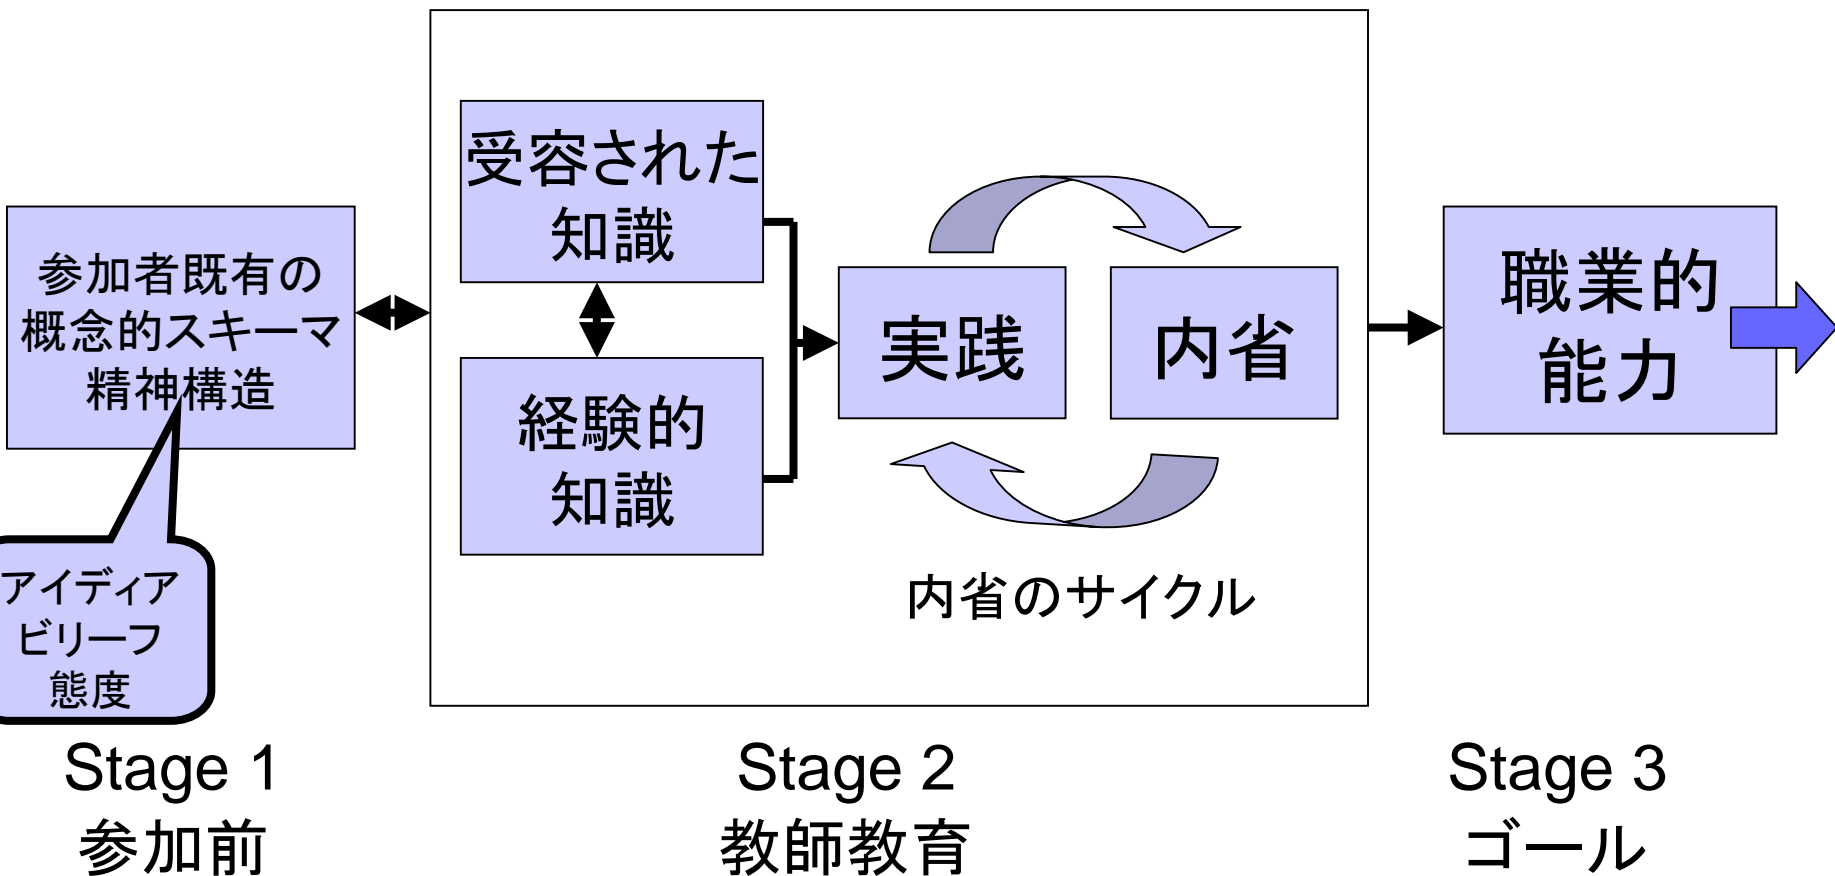 参加者既有の
概念的スキーマ
精神構造
アイディア
ビリーフ
態度
受容された
知識
経験的
知識
実践
内省
内省のサイクル
職業的
能力
Stage 1
参加前
Stage 2
教師教育
Stage 3
ゴール